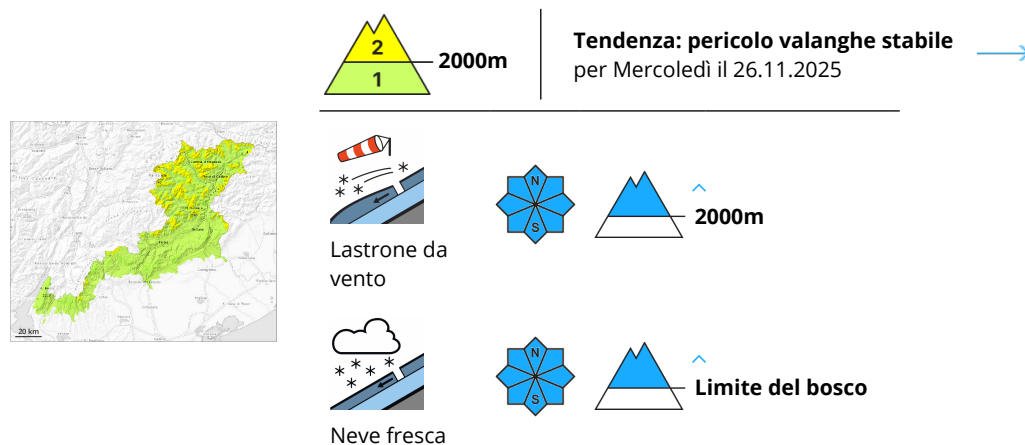 2
2000m
1
Tendenza: pericolo valanghe stabile
per Mercoledì il 26.11.2025
20 km
N
S
2000m
Lastrone da
vento
N
S
Limite del bosco
Neve fresca